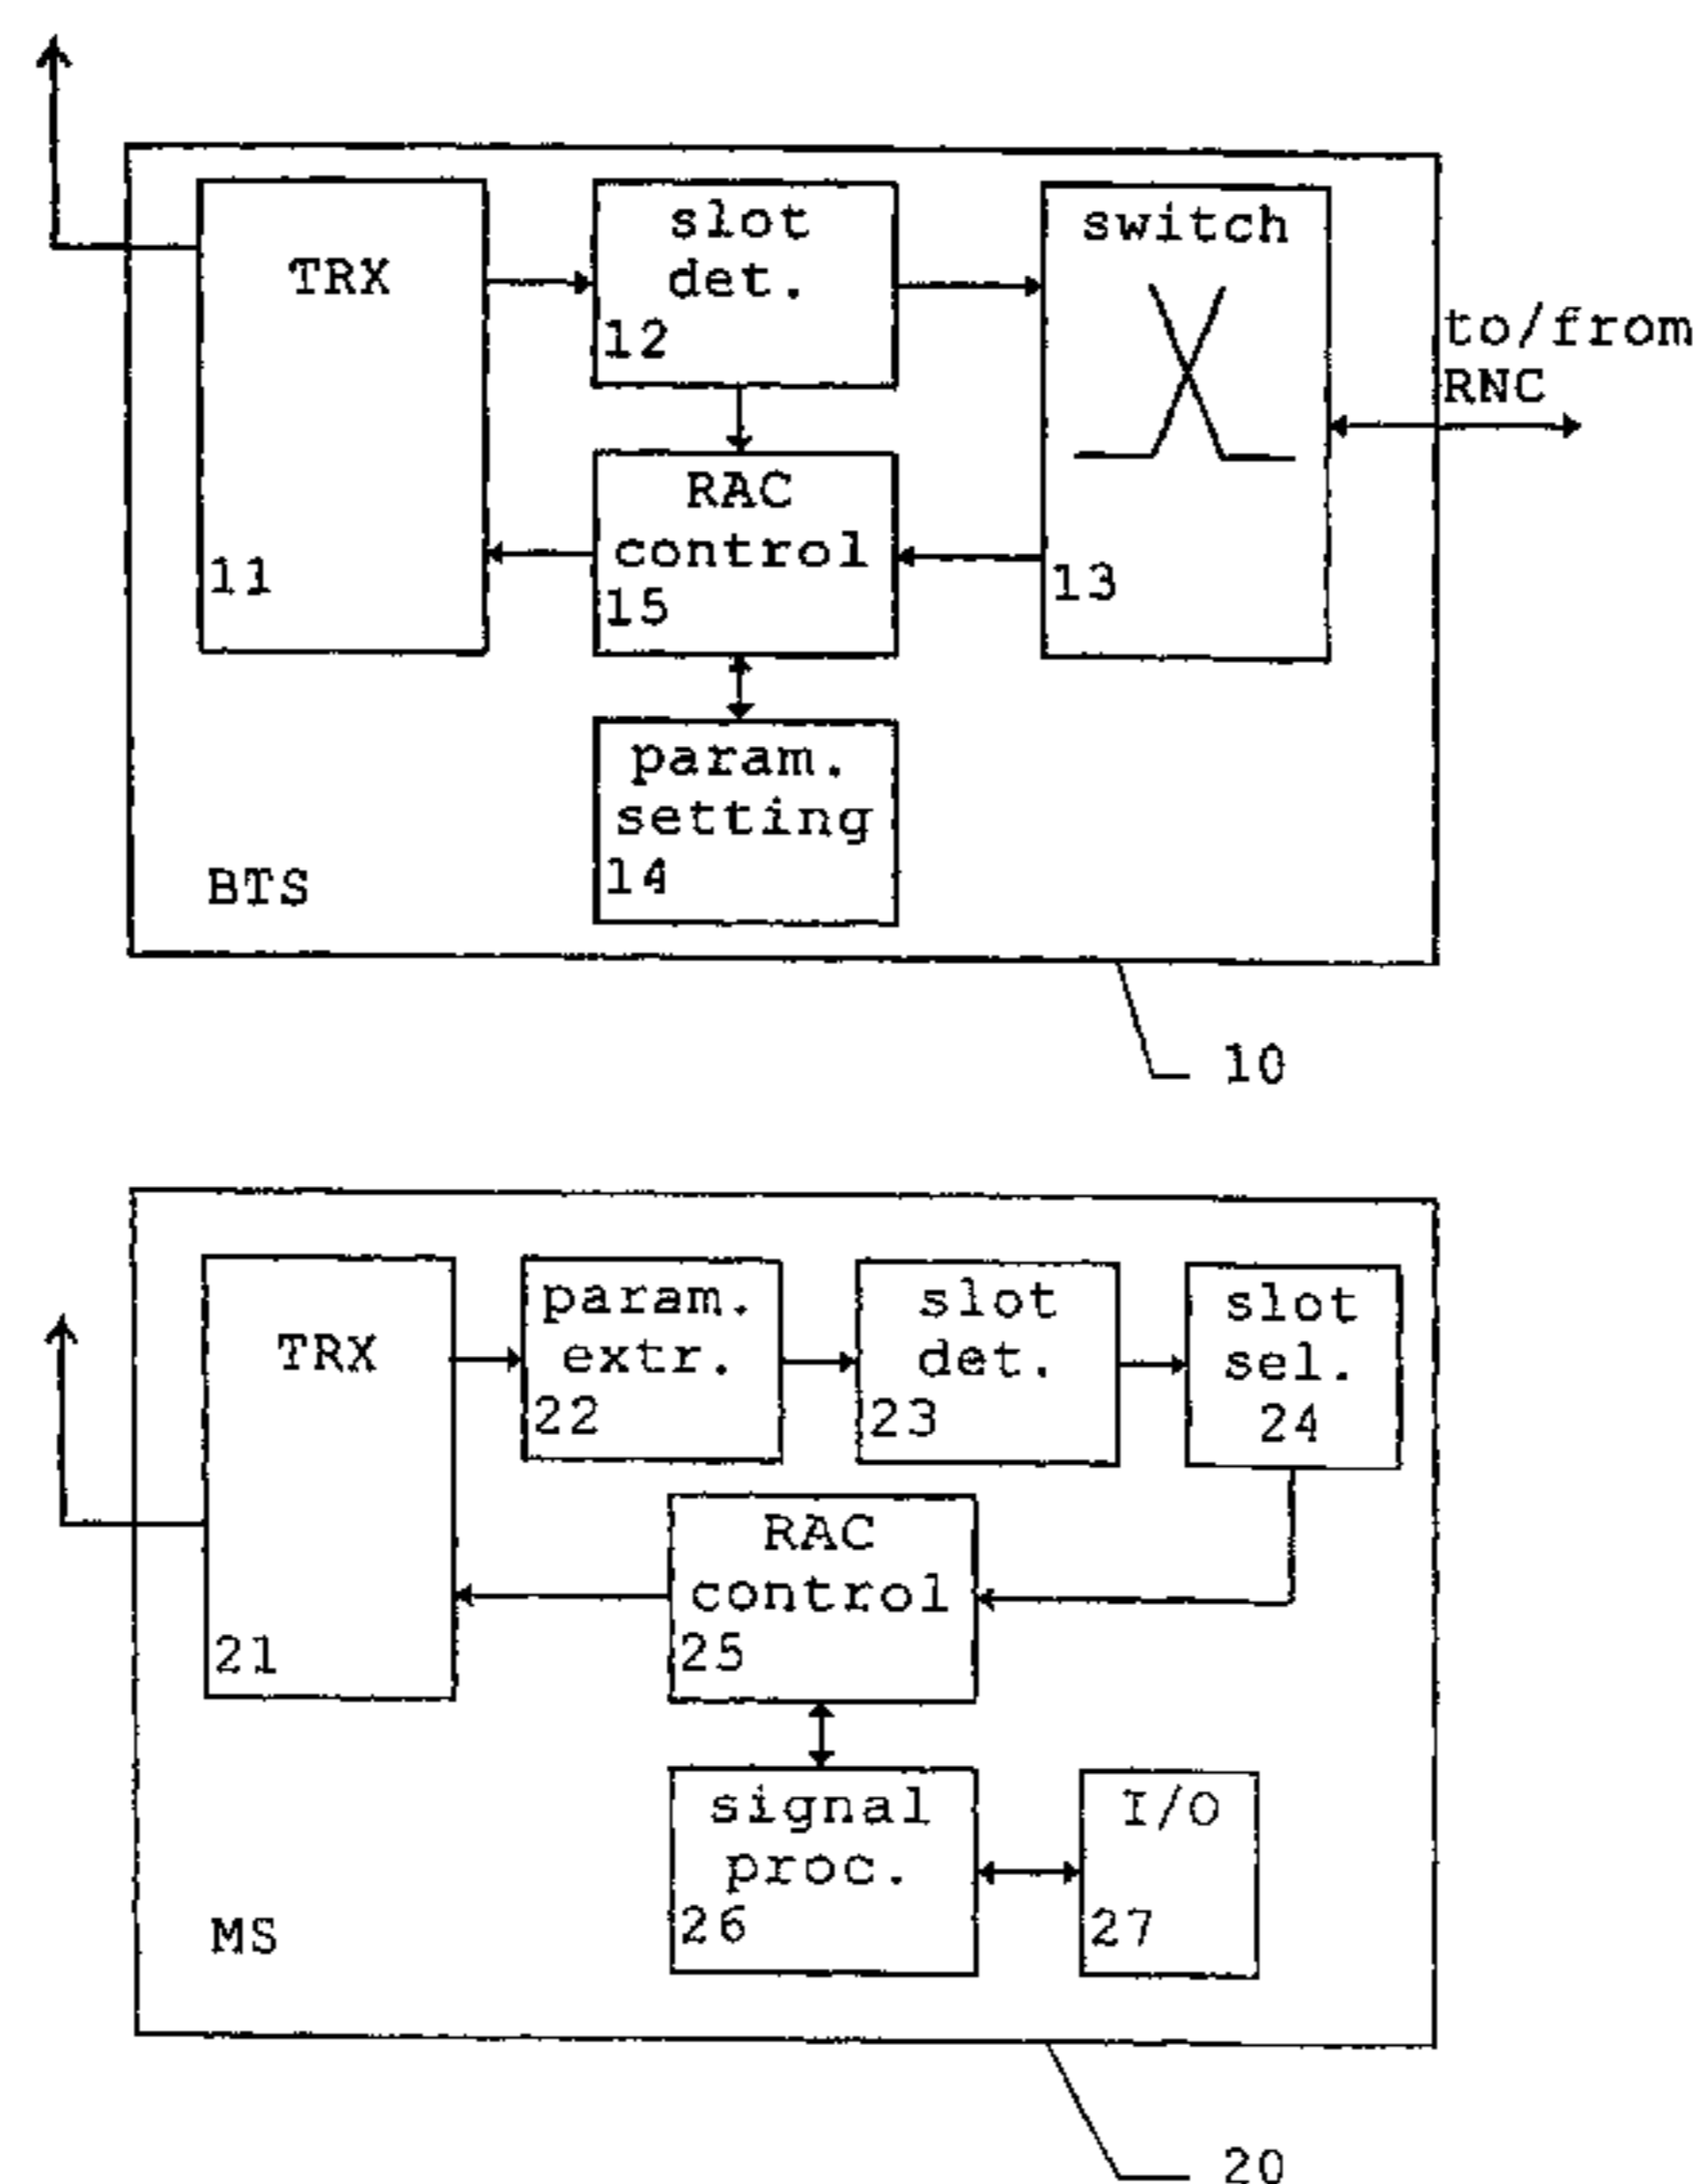 TRX
11
slot
det.
12
switch
13
to/from
RNC
RAC
control
15
param.
setting
14
BTS
10
TRX
21
param.
extr.
22
slot
det.
23
slot
sel.
24
RAC
control
25
signal
proc.
26
I/O
27
MS
20